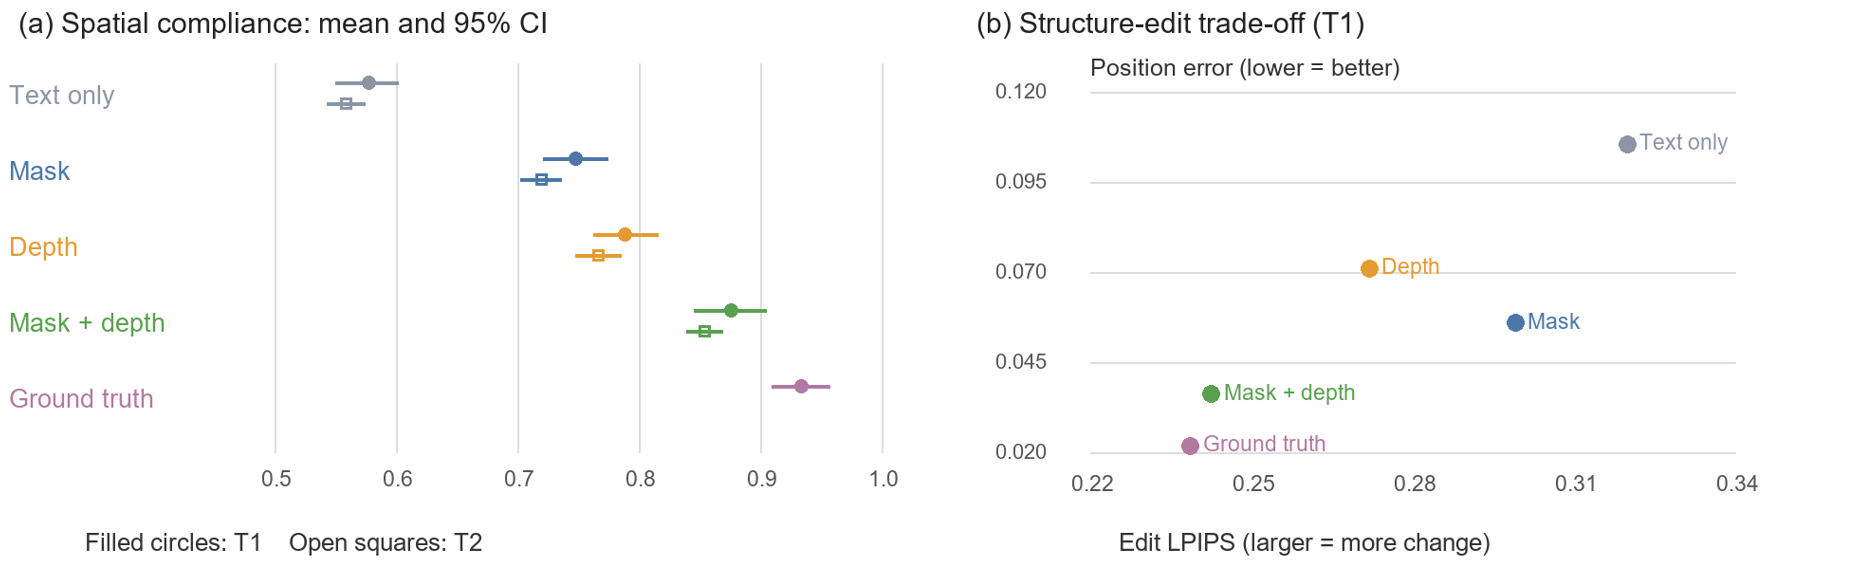 (a) Spatial compliance: mean and 95% CI
Text only
Mask
Depth
Mask + depth
Ground truth
0.5 0.6 0.7 0.8 0.9 1.0
Filled circles: T1 Open squares: T2
(b) Structure-edit trade-off (T1)
Position error (lower = better)
0.120
Text only
0.095
0.070
Depth
Mask
0.045
Mask + depth
Ground truth
0.020
0.22 0.25 0.28 0.31 0.34
Edit LPIPS (larger = more change)